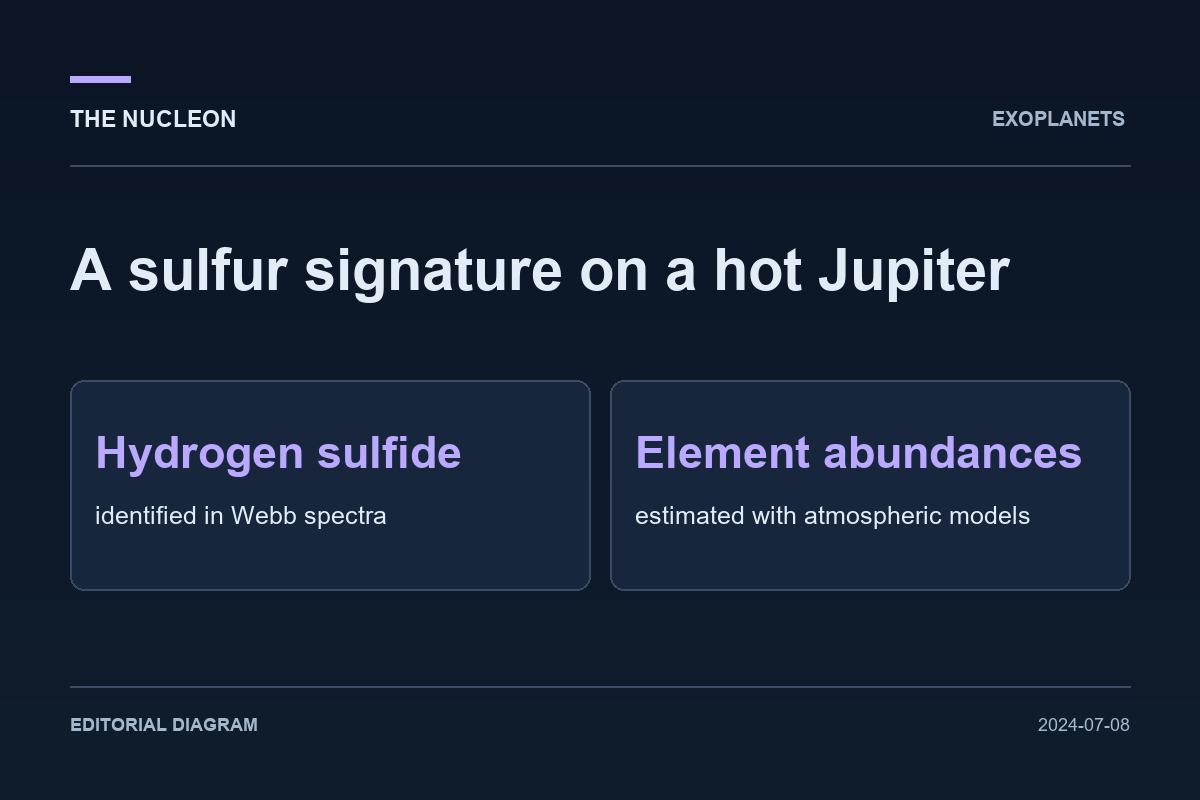 THE NUCLEON
EXOPLANETS
A sulfur signature on a hot Jupiter
Hydrogen sulfide
identified in Webb spectra
Element abundances
estimated with atmospheric models
EDITORIAL DIAGRAM
2024-07-08